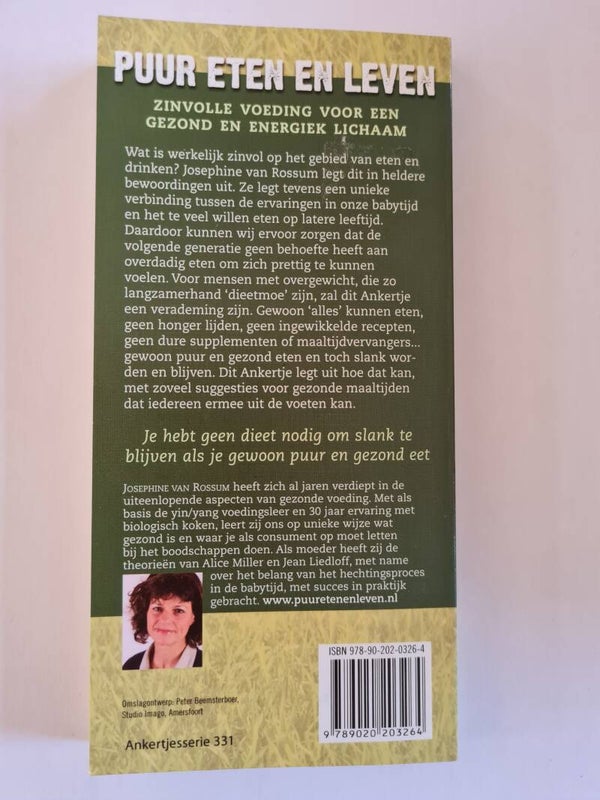 PUUR ETEN EN LEVEN
ZINVOLLE VOEDING VOOR EEN
GEZOND EN ENERGIEK LICHAAM
Wat is werkelijk zinvol op het gebied van eten en
drinken? Josephine van Rossum legt dit in heldere
bewoordingen uit. Ze legt tevens een unieke
verbinding tussen de ervaringen in onze babytijd
en het te veel willen eten op latere leeftijd.
Daardoor kunnen wij ervoor zorgen dat de
volgende generatie geen behoefte heeft aan
overdadig eten om zich prettig te kunnen
voelen. Voor mensen met overgewicht, die zo
langzamerhand ‘dieetmoe’ zijn, zal dit Ankertje
een verademing zijn. Gewoon ‘alles’ kunnen eten,
geen honger lijden, geen ingewikkelde recepten,
geen dure supplementen of maaltijdvervangers...
gewoon puur en gezond eten en toch slank wor-
den en blijven. Dit Ankertje legt uit hoe dat kan,
met zoveel suggesties voor gezonde maaltijden
dat iedereen ermee uit de voeten kan.
Je hebt geen dieet nodig om slank te
blijven als je gewoon puur en gezond eet
JOSEPHINE VAN ROSSUM heeft zich al jaren verdiept in de
uiteenlopende aspecten van gezonde voeding. Met als
basis de yin/yang voedingsleer en 30 jaar ervaring met
biologisch koken, leert zij ons op unieke wijze wat
gezond is en waar je als consument op moet letten
bij het boodschappen doen. Als moeder heeft zij de
theorieën van Alice Miller en Jean Liedloff, met name
over het belang van het hechtingsproces
in de babytijd, met succes in praktijk
gebracht. www.puuretenenleven.nl
ISBN 978-90-202-0326-4
9 789020 203264
Omslagontwerp: Peter Beemsterboer,
Studio Imago, Amersfoort
Ankertjesserie 331